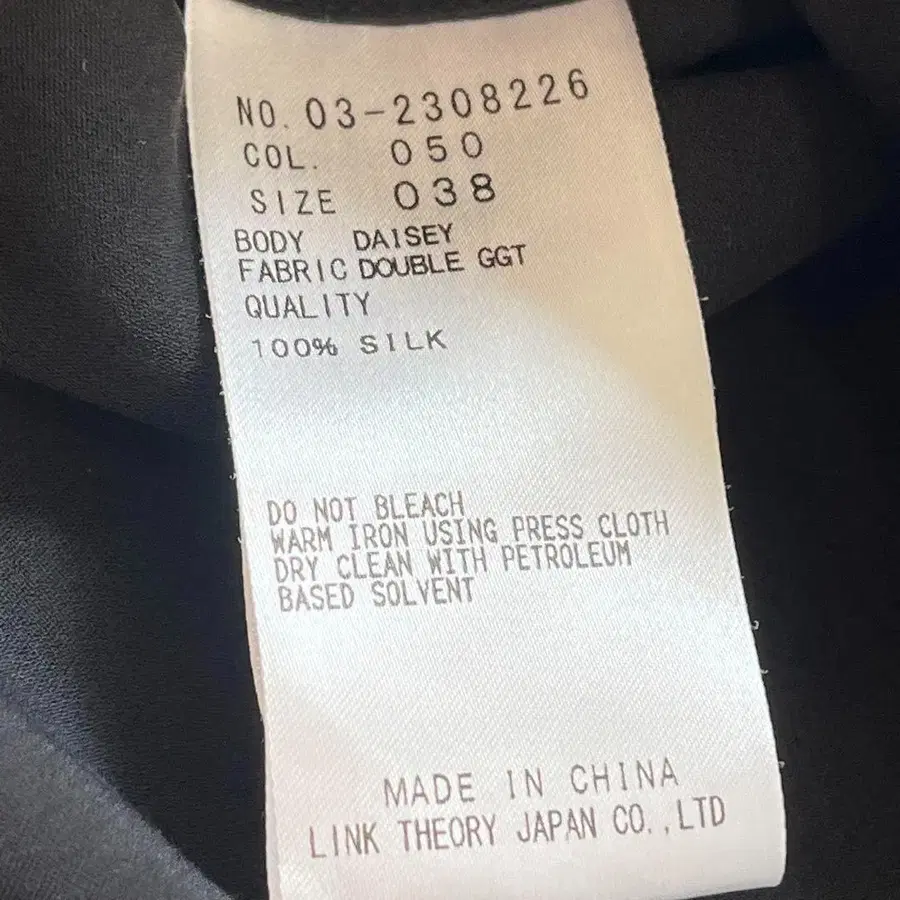 NO. 03-2308226
COL. 050
SIZE 038
BODY DAISEY
FABRIC DOUBLE GGT
QUALITY
100% SILK
DO NOT BLEACH
WARM IRON USING PRESS CLOTH
DRY CLEAN WITH PETROLEUM
BASED SOLVENT
MADE IN CHINA
LINK THEORY JAPAN CO.,LTD